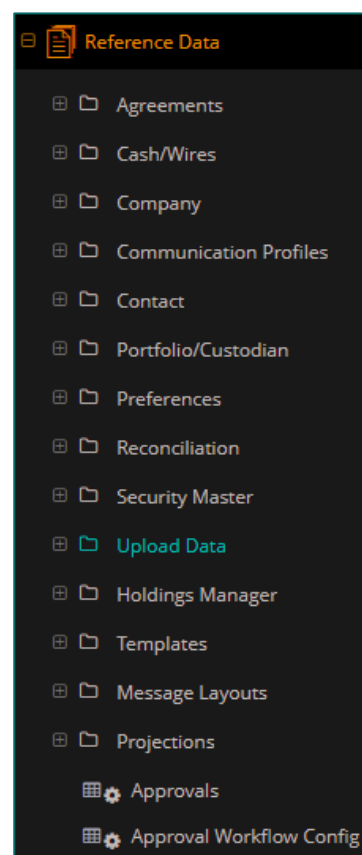 Reference Data
Agreements
Cash/Wires
Company
Communication Profiles
Contact
Portfolio/Custodian
Preferences
Reconciliation
Security Master
Upload Data
Holdings Manager
Templates
Message Layouts
Projections
Approvals
Approval Workflow Config